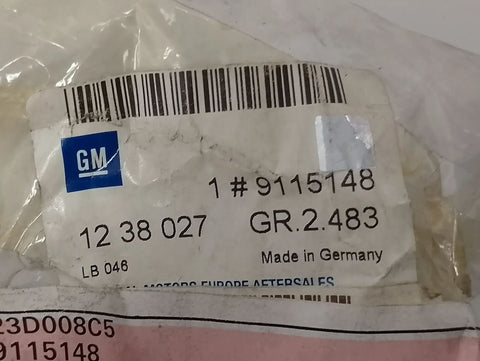 GM
1 # 9115148
12 38 027 GR.2.483
LB 046 Made in Germany
MOTORS EUROPE AFTERSALES
23D008C5
9115148